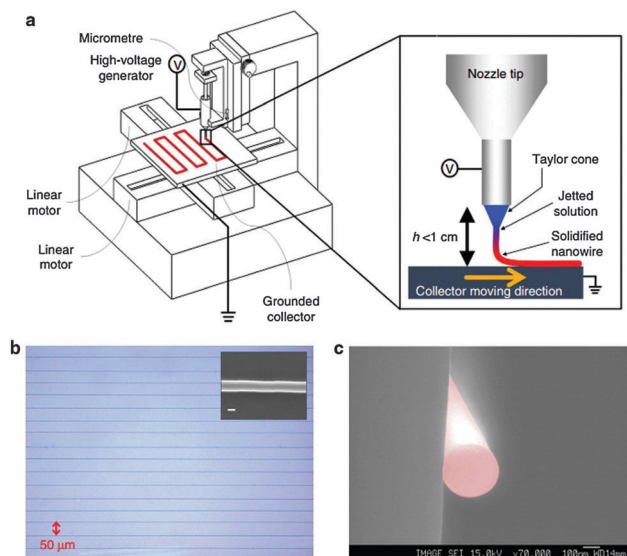 a
Micrometre
High-voltage
generator
V
Linear
motor
Linear
motor
Grounded
collector
Nozzle tip
V
Taylor cone
Jetted
solution
Solidified
nanowire
h<1 cm
Collector moving direction
b
50 μm
c
IMAGE SEI 15.0kV ×70.000 100nm WD14mm